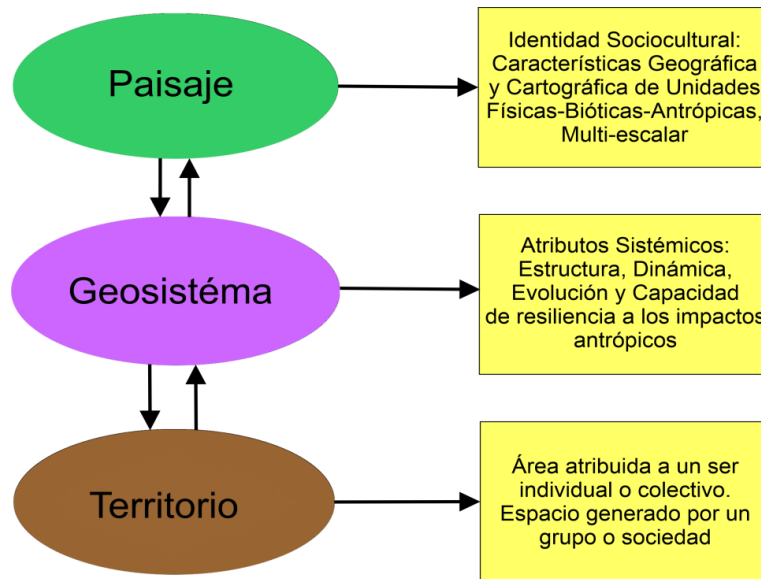 Paisaje
Identidad Sociocultural:
Características Geográfica
y Cartográfica de Unidades
Físicas-Bióticas-Antrópicas,
Multi-escalar
Geosistéma
Atributos Sistémicos:
Estructura, Dinámica,
Evolución y Capacidad
de resiliencia a los impactos
antrópicos
Territorio
Área atribuida a un ser
individual o colectivo.
Espacio generado por un
grupo o sociedad